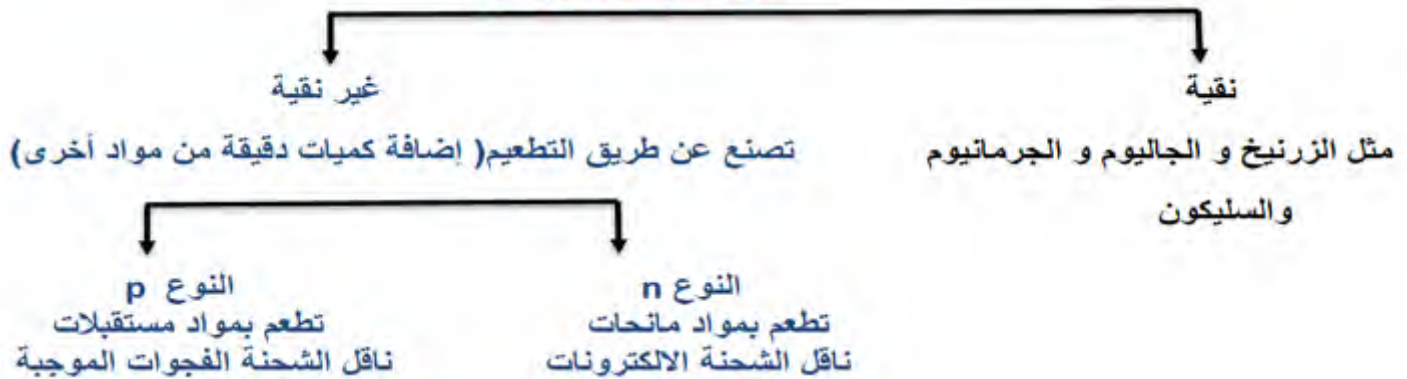 نقية
مثل الزرنيخ و الجاليوم و الجرمانيوم
والسليكون
غير نقية
تصنع عن طريق التطعيم( إضافة كميات دقيقة من مواد أخرى)
النوع n
تطعم بمواد مانحات
ناقل الشحنة الالكترونات
النوع p
تطعم بمواد مستقبلات
ناقل الشحنة الفجوات الموجبة